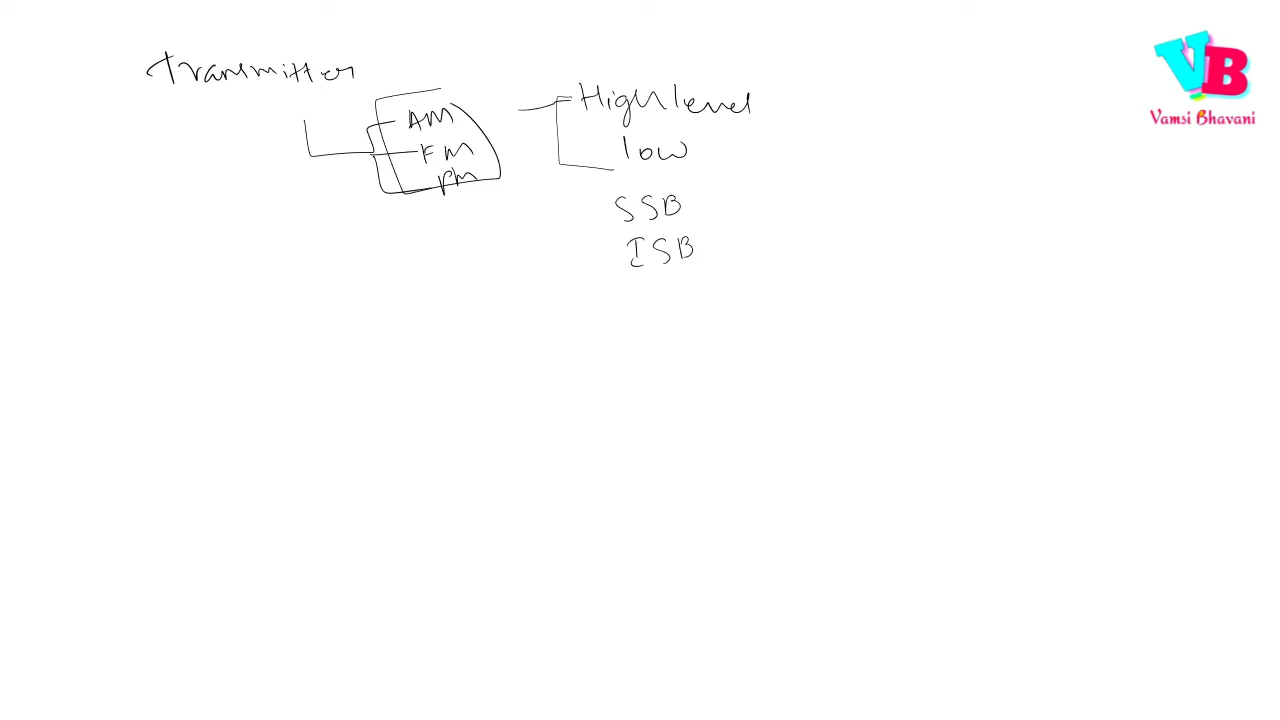 Transmitter
AM
FM
PM
High level
low
SSB
ISB
VB
Vamsi Bhavani